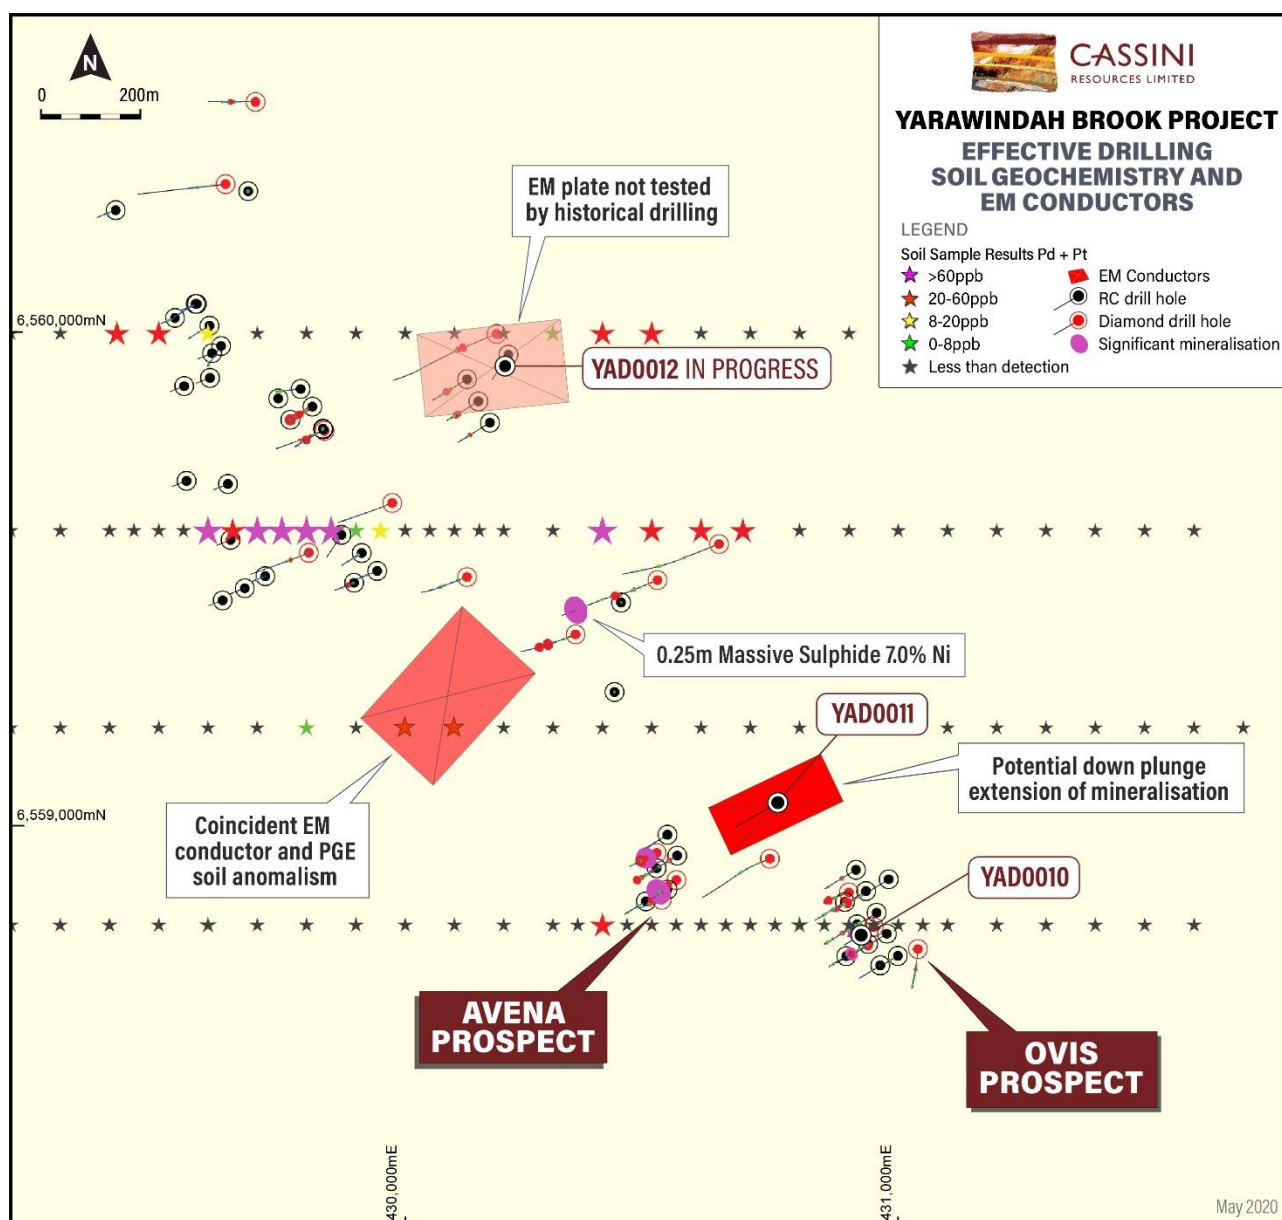 N
0 200m
CASSINI
RESOURCES LIMITED
YARAWINDAH BROOK PROJECT
EFFECTIVE DRILLING
SOIL GEOCHEMISTRY AND
EM CONDUCTORS
LEGEND
Soil Sample Results Pd + Pt
>60ppb
20-60ppb
8-20ppb
0-8ppb
Less than detection
EM Conductors
RC drill hole
Diamond drill hole
Significant mineralisation
EM plate not tested
by historical drilling
6,560,000mN
YAD0012 IN PROGRESS
0.25m Massive Sulphide 7.0% Ni
YAD0011
Potential down plunge
extension of mineralisation
6,559,000mN
Coincident EM
conductor and PGE
soil anomalism
YAD0010
AVENA
PROSPECT
OVIS
PROSPECT
430,000mE
431,000mE
May 2020